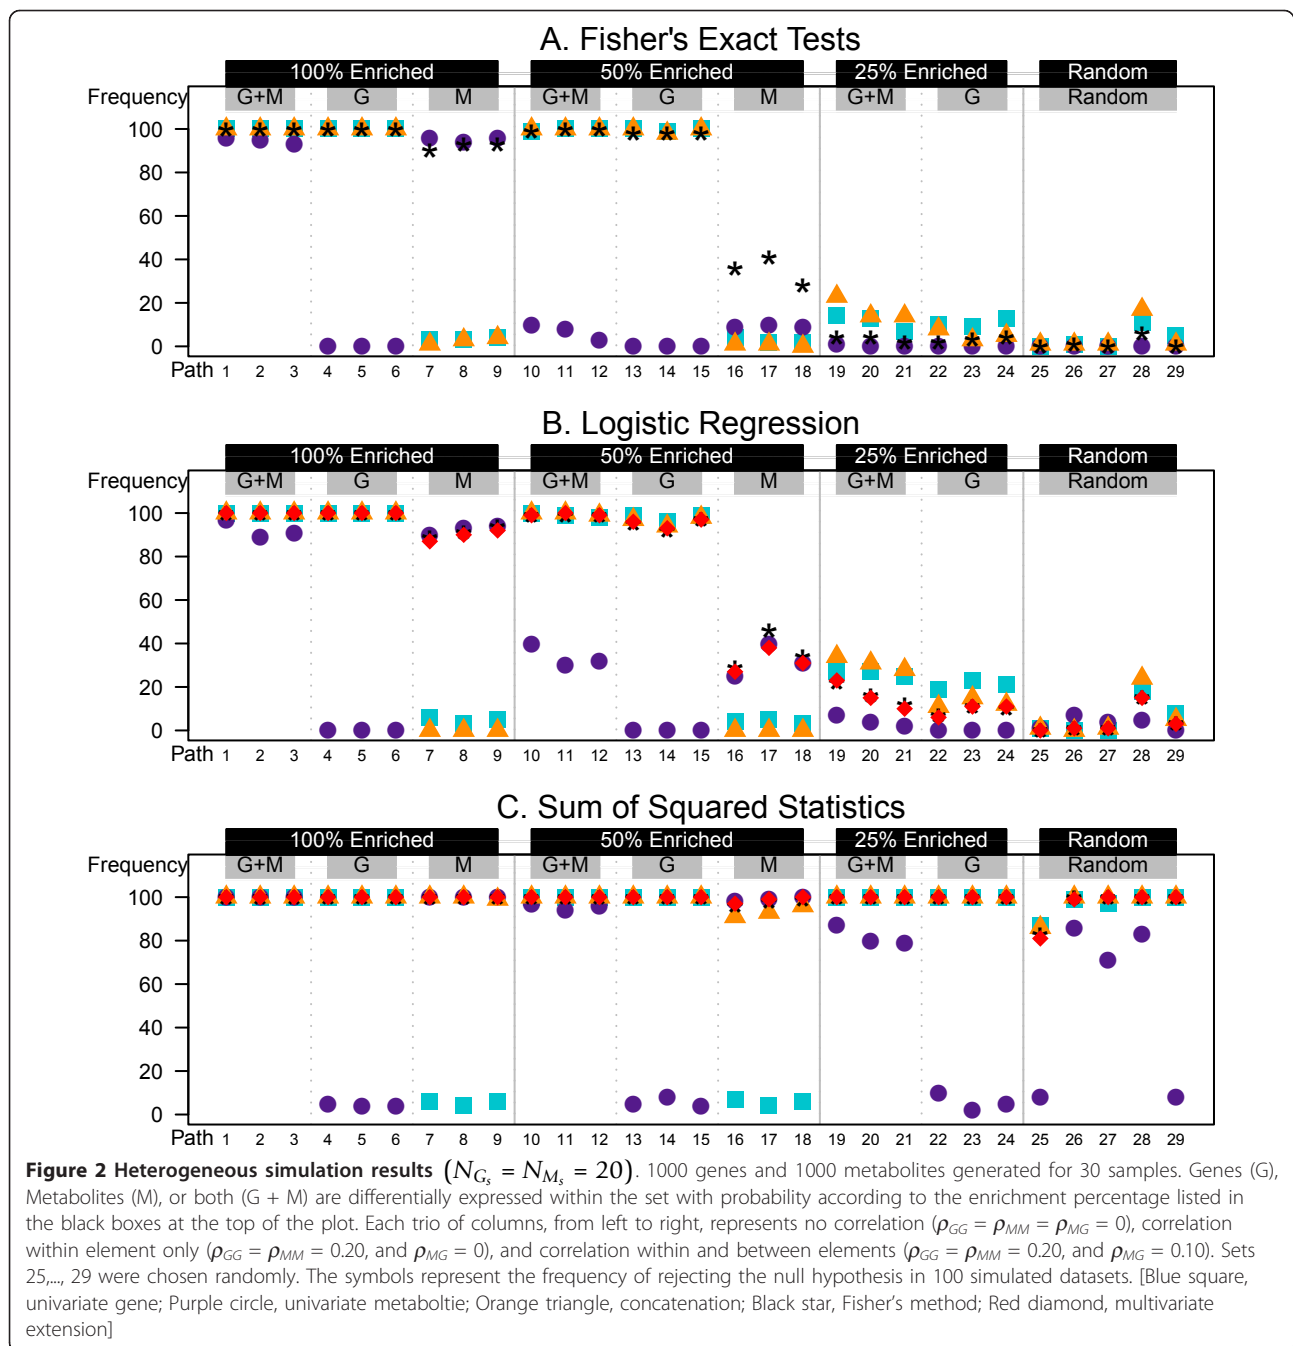 A. Fisher's Exact Tests
100% Enriched 50% Enriched 25% Enriched Random
Frequency G+M G M G+M G M G+M G Random
100
80
60
40
20
0
Path 1 2 3 4 5 6 7 8 9 10 11 12 13 14 15 16 17 18 19 20 21 22 23 24 25 26 27 28 29
B. Logistic Regression
100% Enriched 50% Enriched 25% Enriched Random
Frequency G+M G M G+M G M G+M G Random
100
80
60
40
20
0
Path 1 2 3 4 5 6 7 8 9 10 11 12 13 14 15 16 17 18 19 20 21 22 23 24 25 26 27 28 29
C. Sum of Squared Statistics
100% Enriched 50% Enriched 25% Enriched Random
Frequency G+M G M G+M G M G+M G Random
100
80
60
40
20
0
Path 1 2 3 4 5 6 7 8 9 10 11 12 13 14 15 16 17 18 19 20 21 22 23 24 25 26 27 28 29
Figure 2 Heterogeneous simulation results (N_{G_s} = N_{M_s} = 20). 1000 genes and 1000 metabolites generated for 30 samples. Genes (G),
Metabolites (M), or both (G + M) are differentially expressed within the set with probability according to the enrichment percentage listed in
the black boxes at the top of the plot. Each trio of columns, from left to right, represents no correlation (ρ_{GG} = ρ_{MM} = ρ_{MG} = 0), correlation
within element only (ρ_{GG} = ρ_{MM} = 0.20, and ρ_{MG} = 0), and correlation within and between elements (ρ_{GG} = ρ_{MM} = 0.20, and ρ_{MG} = 0.10). Sets
25,..., 29 were chosen randomly. The symbols represent the frequency of rejecting the null hypothesis in 100 simulated datasets. [Blue square,
univariate gene; Purple circle, univariate metaboltie; Orange triangle, concatenation; Black star, Fisher's method; Red diamond, multivariate
extension]